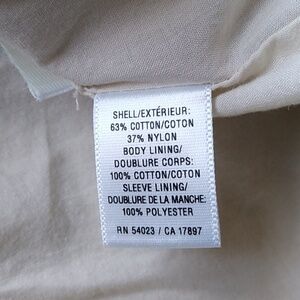 SHELL/EXTÉRIEUR:
63% COTTON/COTON
37% NYLON
BODY LINING/
DOUBLURE CORPS:
100% COTTON/COTON
SLEEVE LINING/
DOUBLURE DE LA MANCHE:
100% POLYESTER
RN 54023 / CA 17897